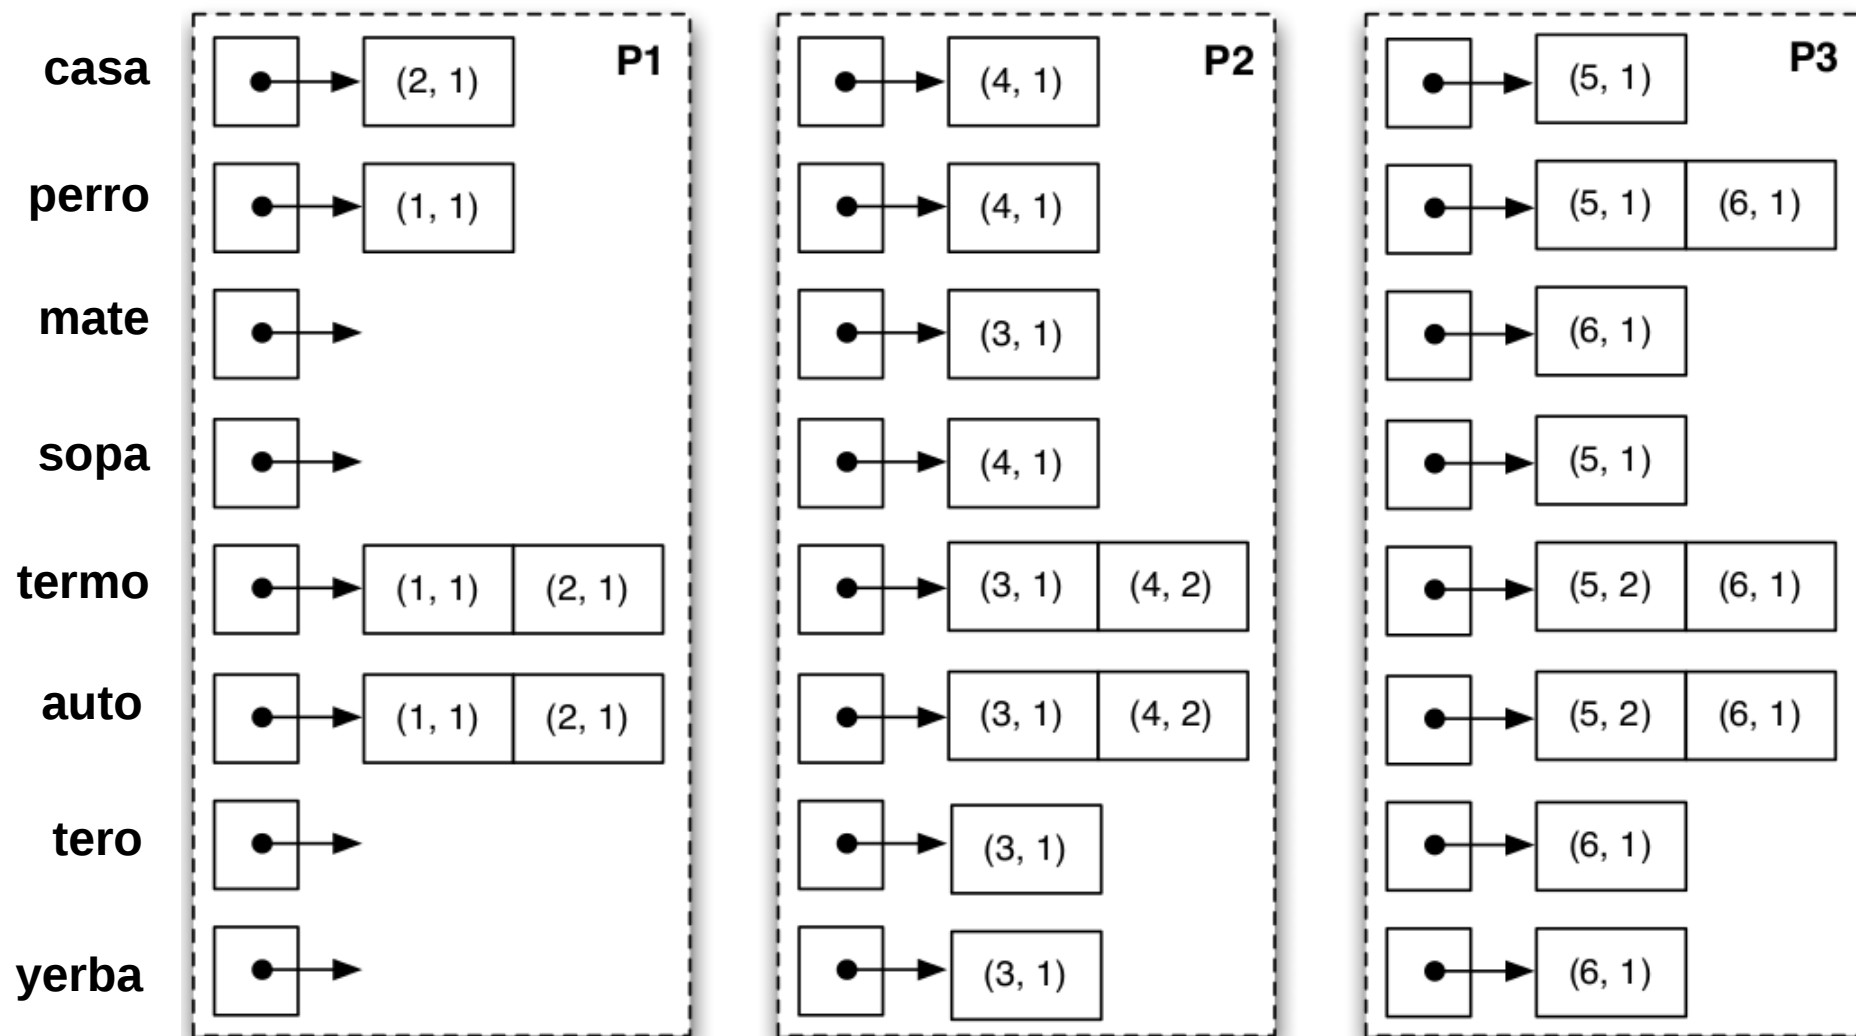 P1 P2 P3
casa (2, 1) (4, 1) (5, 1)
perro (1, 1) (4, 1) (5, 1) (6, 1)
mate (3, 1) (6, 1)
sopa (4, 1) (5, 1)
termo (1, 1) (2, 1) (3, 1) (4, 2) (5, 2) (6, 1)
auto (1, 1) (2, 1) (3, 1) (4, 2) (5, 2) (6, 1)
tero (3, 1) (6, 1)
yerba (3, 1) (6, 1)